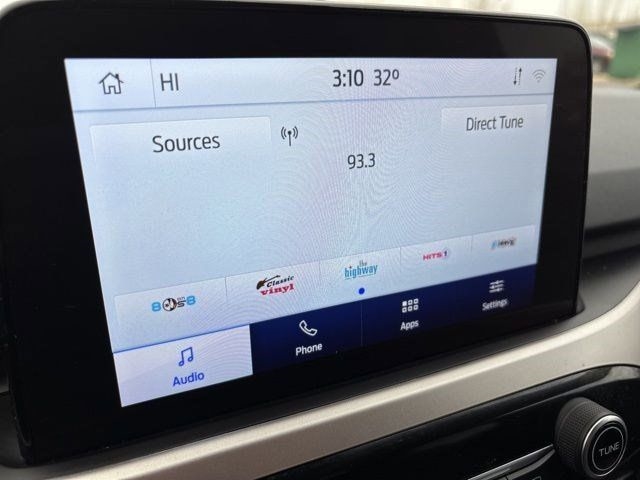 HI
3:10 32°
Sources
93.3
Direct Tune
80s8
Classic
vinyl
the
highway
HITS 1
Audio
Phone
Apps
Settings
TUNE